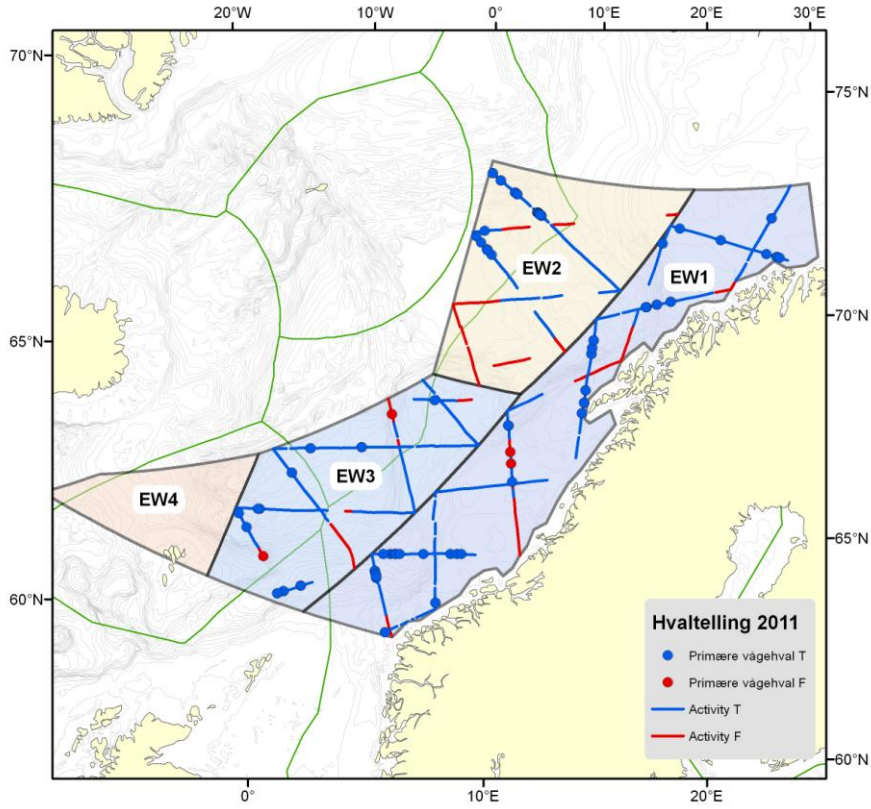 20°W 10°W 0° 10°E 20°E 30°E
70°N
75°N
EW2
EW1
70°N
65°N
EW3
EW4
65°N
60°N
Hvaltelling 2011
Primære vågehval T
Primære vågehval F
Activity T
Activity F
60°N
0° 10°E 20°E